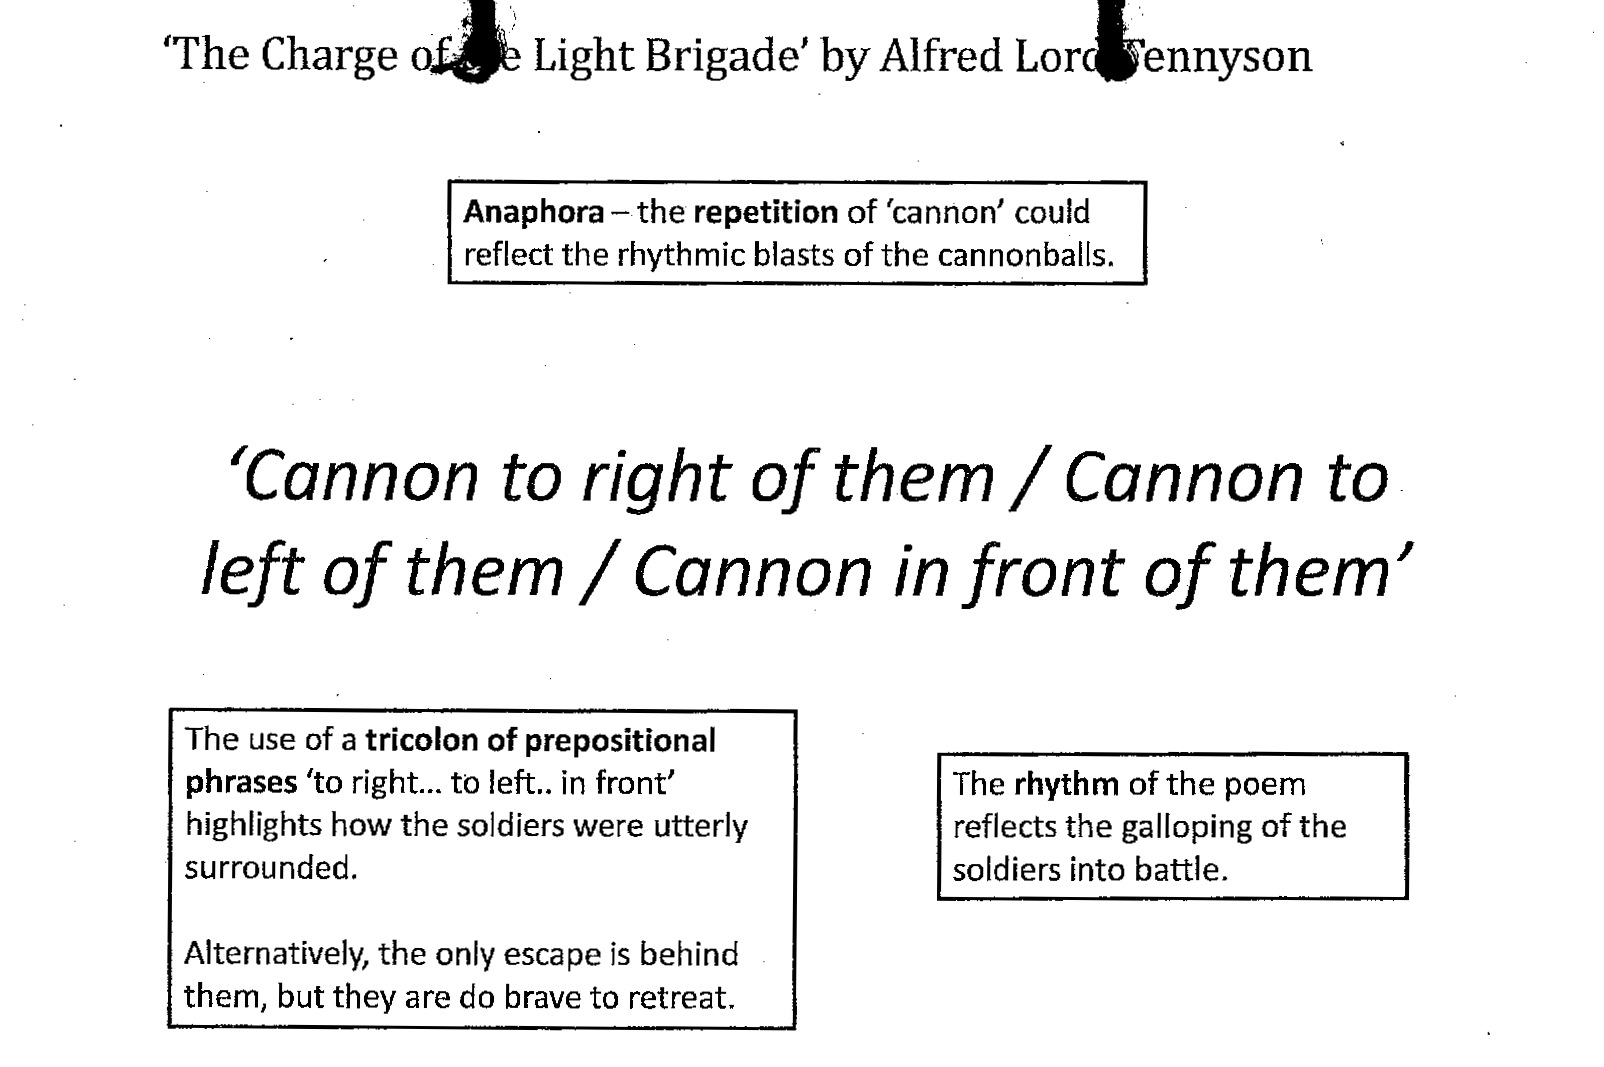 ‘The Charge of the Light Brigade’ by Alfred Lord Tennyson
Anaphora – the repetition of ‘cannon’ could
reflect the rhythmic blasts of the cannonballs.
‘Cannon to right of them / Cannon to
left of them / Cannon in front of them’
The use of a tricolon of prepositional
phrases ‘to right... to left.. in front’
highlights how the soldiers were utterly
surrounded.
Alternatively, the only escape is behind
them, but they are do brave to retreat.
The rhythm of the poem
reflects the galloping of the
soldiers into battle.